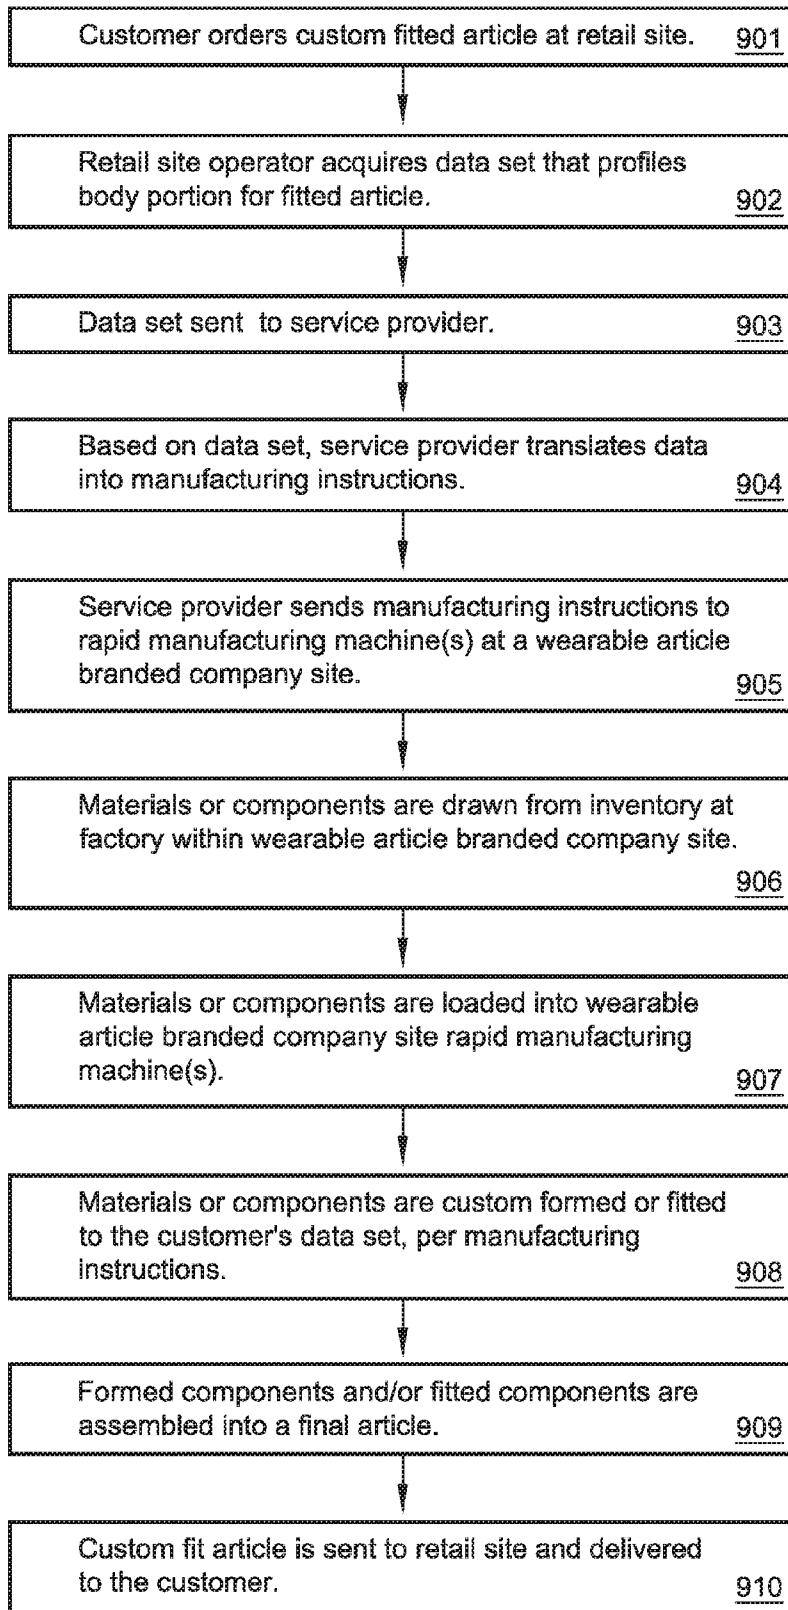 Customer orders custom fitted article at retail site. 901
Retail site operator acquires data set that profiles
body portion for fitted article. 902
Data set sent to service provider. 903
Based on data set, service provider translates data
into manufacturing instructions. 904
Service provider sends manufacturing instructions to
rapid manufacturing machine(s) at a wearable article
branded company site. 905
Materials or components are drawn from inventory at
factory within wearable article branded company site.
906
Materials or components are loaded into wearable
article branded company site rapid manufacturing
machine(s). 907
Materials or components are custom formed or fitted
to the customer's data set, per manufacturing
instructions. 908
Formed components and/or fitted components are
assembled into a final article. 909
Custom fit article is sent to retail site and delivered
to the customer. 910